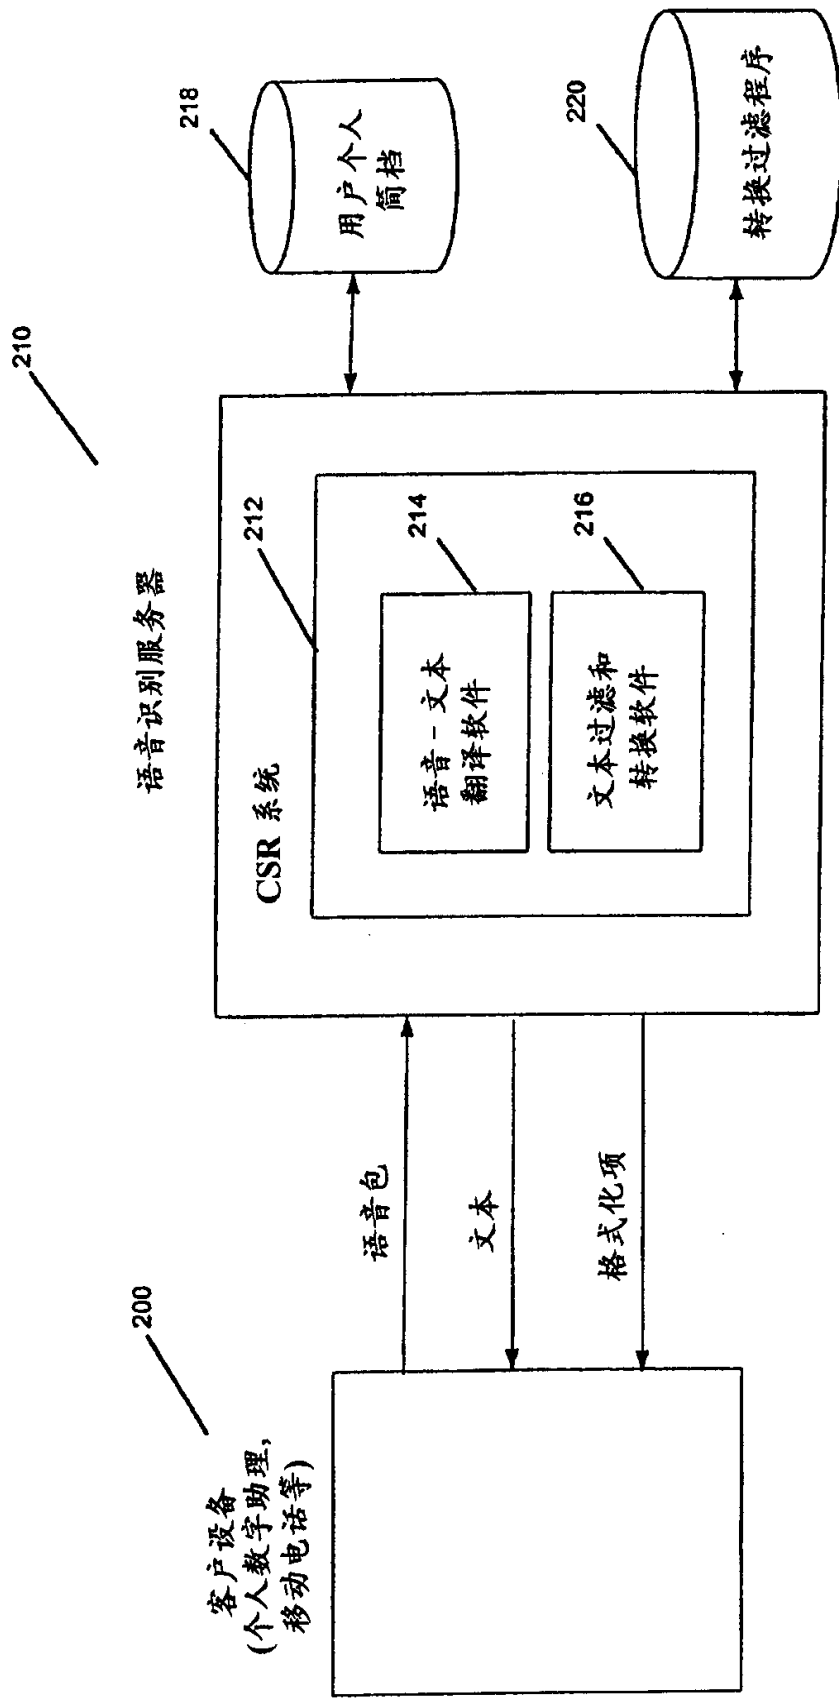 210
语音识别服务器
200
客户设备
(个人数字助理,
移动电话等)
语音包
文本
格式化项
CSR 系统
212
语音-文本
翻译软件
214
文本过滤和
转换软件
216
218
用户个人
简档
220
转换过滤程序